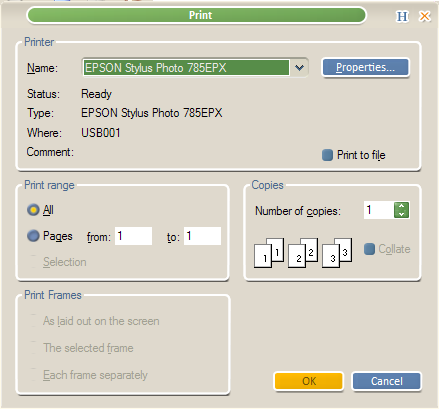 Print
H
Printer
Name: EPSON Stylus Photo 785EPX Properties...
Status: Ready
Type: EPSON Stylus Photo 785EPX
Where: USB001
Comment:
Print to file
Print range
All
Pages from: 1 to: 1
Selection
Copies
Number of copies: 1
1 1 2 2 3 3
Collate
Print Frames
As laid out on the screen
The selected frame
Each frame separately
OK Cancel